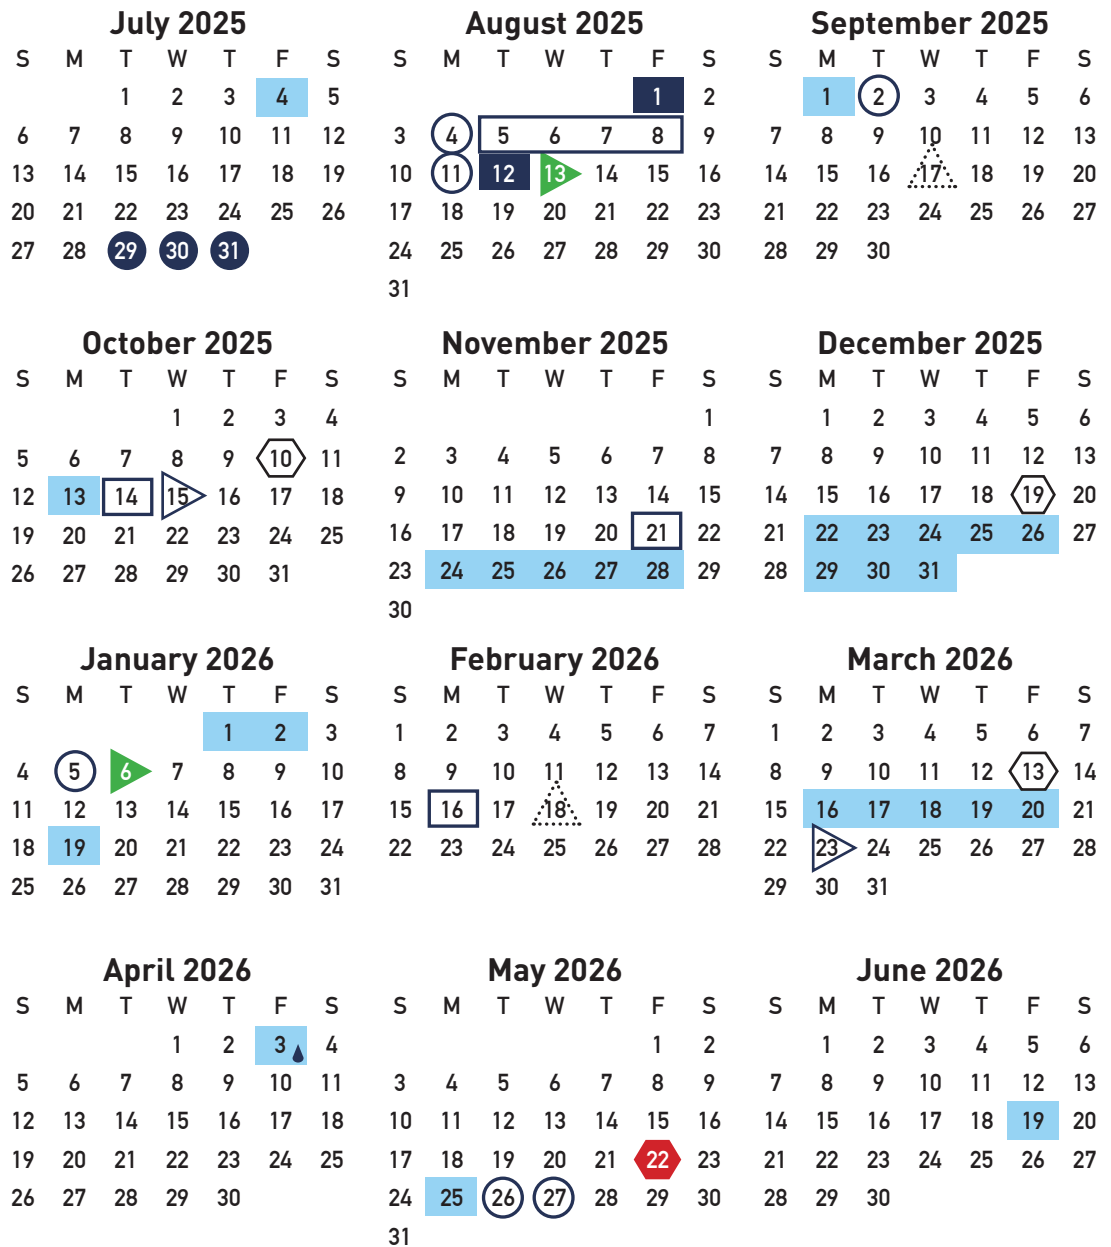 July 2025
S M T W T F S
1 2 3 4 5
6 7 8 9 10 11 12
13 14 15 16 17 18 19
20 21 22 23 24 25 26
27 28 29 30 31
August 2025
S M T W T F S
1 2
3 4 5 6 7 8 9
10 11 12 13 14 15 16
17 18 19 20 21 22 23
24 25 26 27 28 29 30
31
September 2025
S M T W T F S
1 2 3 4 5 6
7 8 9 10 11 12 13
14 15 16 17 18 19 20
21 22 23 24 25 26 27
28 29 30
October 2025
S M T W T F S
1 2 3 4
5 6 7 8 9 10 11
12 13 14 15 16 17 18
19 20 21 22 23 24 25
26 27 28 29 30 31
November 2025
S M T W T F S
1
2 3 4 5 6 7 8
9 10 11 12 13 14 15
16 17 18 19 20 21 22
23 24 25 26 27 28 29
30
December 2025
S M T W T F S
1 2 3 4 5 6
7 8 9 10 11 12 13
14 15 16 17 18 19 20
21 22 23 24 25 26 27
28 29 30 31
January 2026
S M T W T F S
1 2 3
4 5 6 7 8 9 10
11 12 13 14 15 16 17
18 19 20 21 22 23 24
25 26 27 28 29 30 31
February 2026
S M T W T F S
1 2 3 4 5 6 7
8 9 10 11 12 13 14
15 16 17 18 19 20 21
22 23 24 25 26 27 28
March 2026
S M T W T F S
1 2 3 4 5 6 7
8 9 10 11 12 13 14
15 16 17 18 19 20 21
22 23 24 25 26 27 28
29 30 31
April 2026
S M T W T F S
1 2 3 4
5 6 7 8 9 10 11
12 13 14 15 16 17 18
19 20 21 22 23 24 25
26 27 28 29 30
May 2026
S M T W T F S
1 2
3 4 5 6 7 8 9
10 11 12 13 14 15 16
17 18 19 20 21 22 23
24 25 26 27 28 29 30
31
June 2026
S M T W T F S
1 2 3 4 5 6
7 8 9 10 11 12 13
14 15 16 17 18 19 20
21 22 23 24 25 26 27
28 29 30